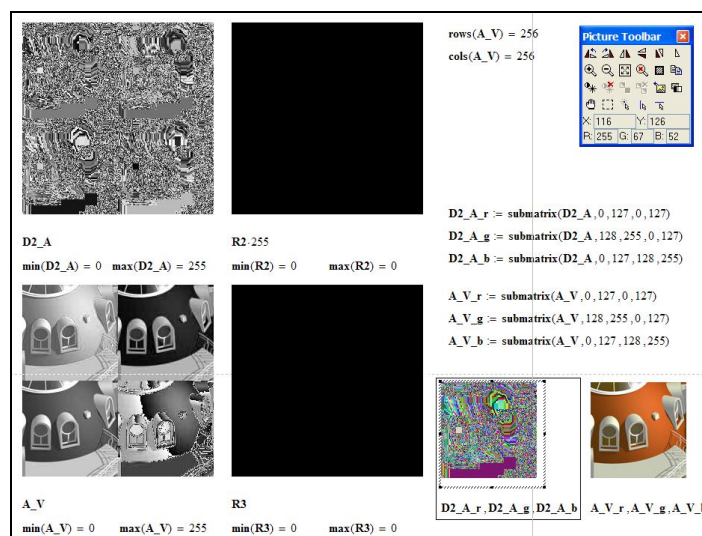 rows(A_V) = 256
cols(A_V) = 256
Picture Toolbar
X: 116 Y: 126
R: 255 G: 67 B: 52
D2_A
R2·255
min(D2_A) = 0 max(D2_A) = 255
min(R2) = 0 max(R2) = 0
D2_A_r := submatrix(D2_A,0,127,0,127)
D2_A_g := submatrix(D2_A,128,255,0,127)
D2_A_b := submatrix(D2_A,0,127,128,255)
A_V_r := submatrix(A_V,0,127,0,127)
A_V_g := submatrix(A_V,128,255,0,127)
A_V_b := submatrix(A_V,0,127,128,255)
A_V
R3
D2_A_r,D2_A_g,D2_A_b
A_V_r,A_V_g,A_V_b
min(A_V) = 0 max(A_V) = 255
min(R3) = 0 max(R3) = 0